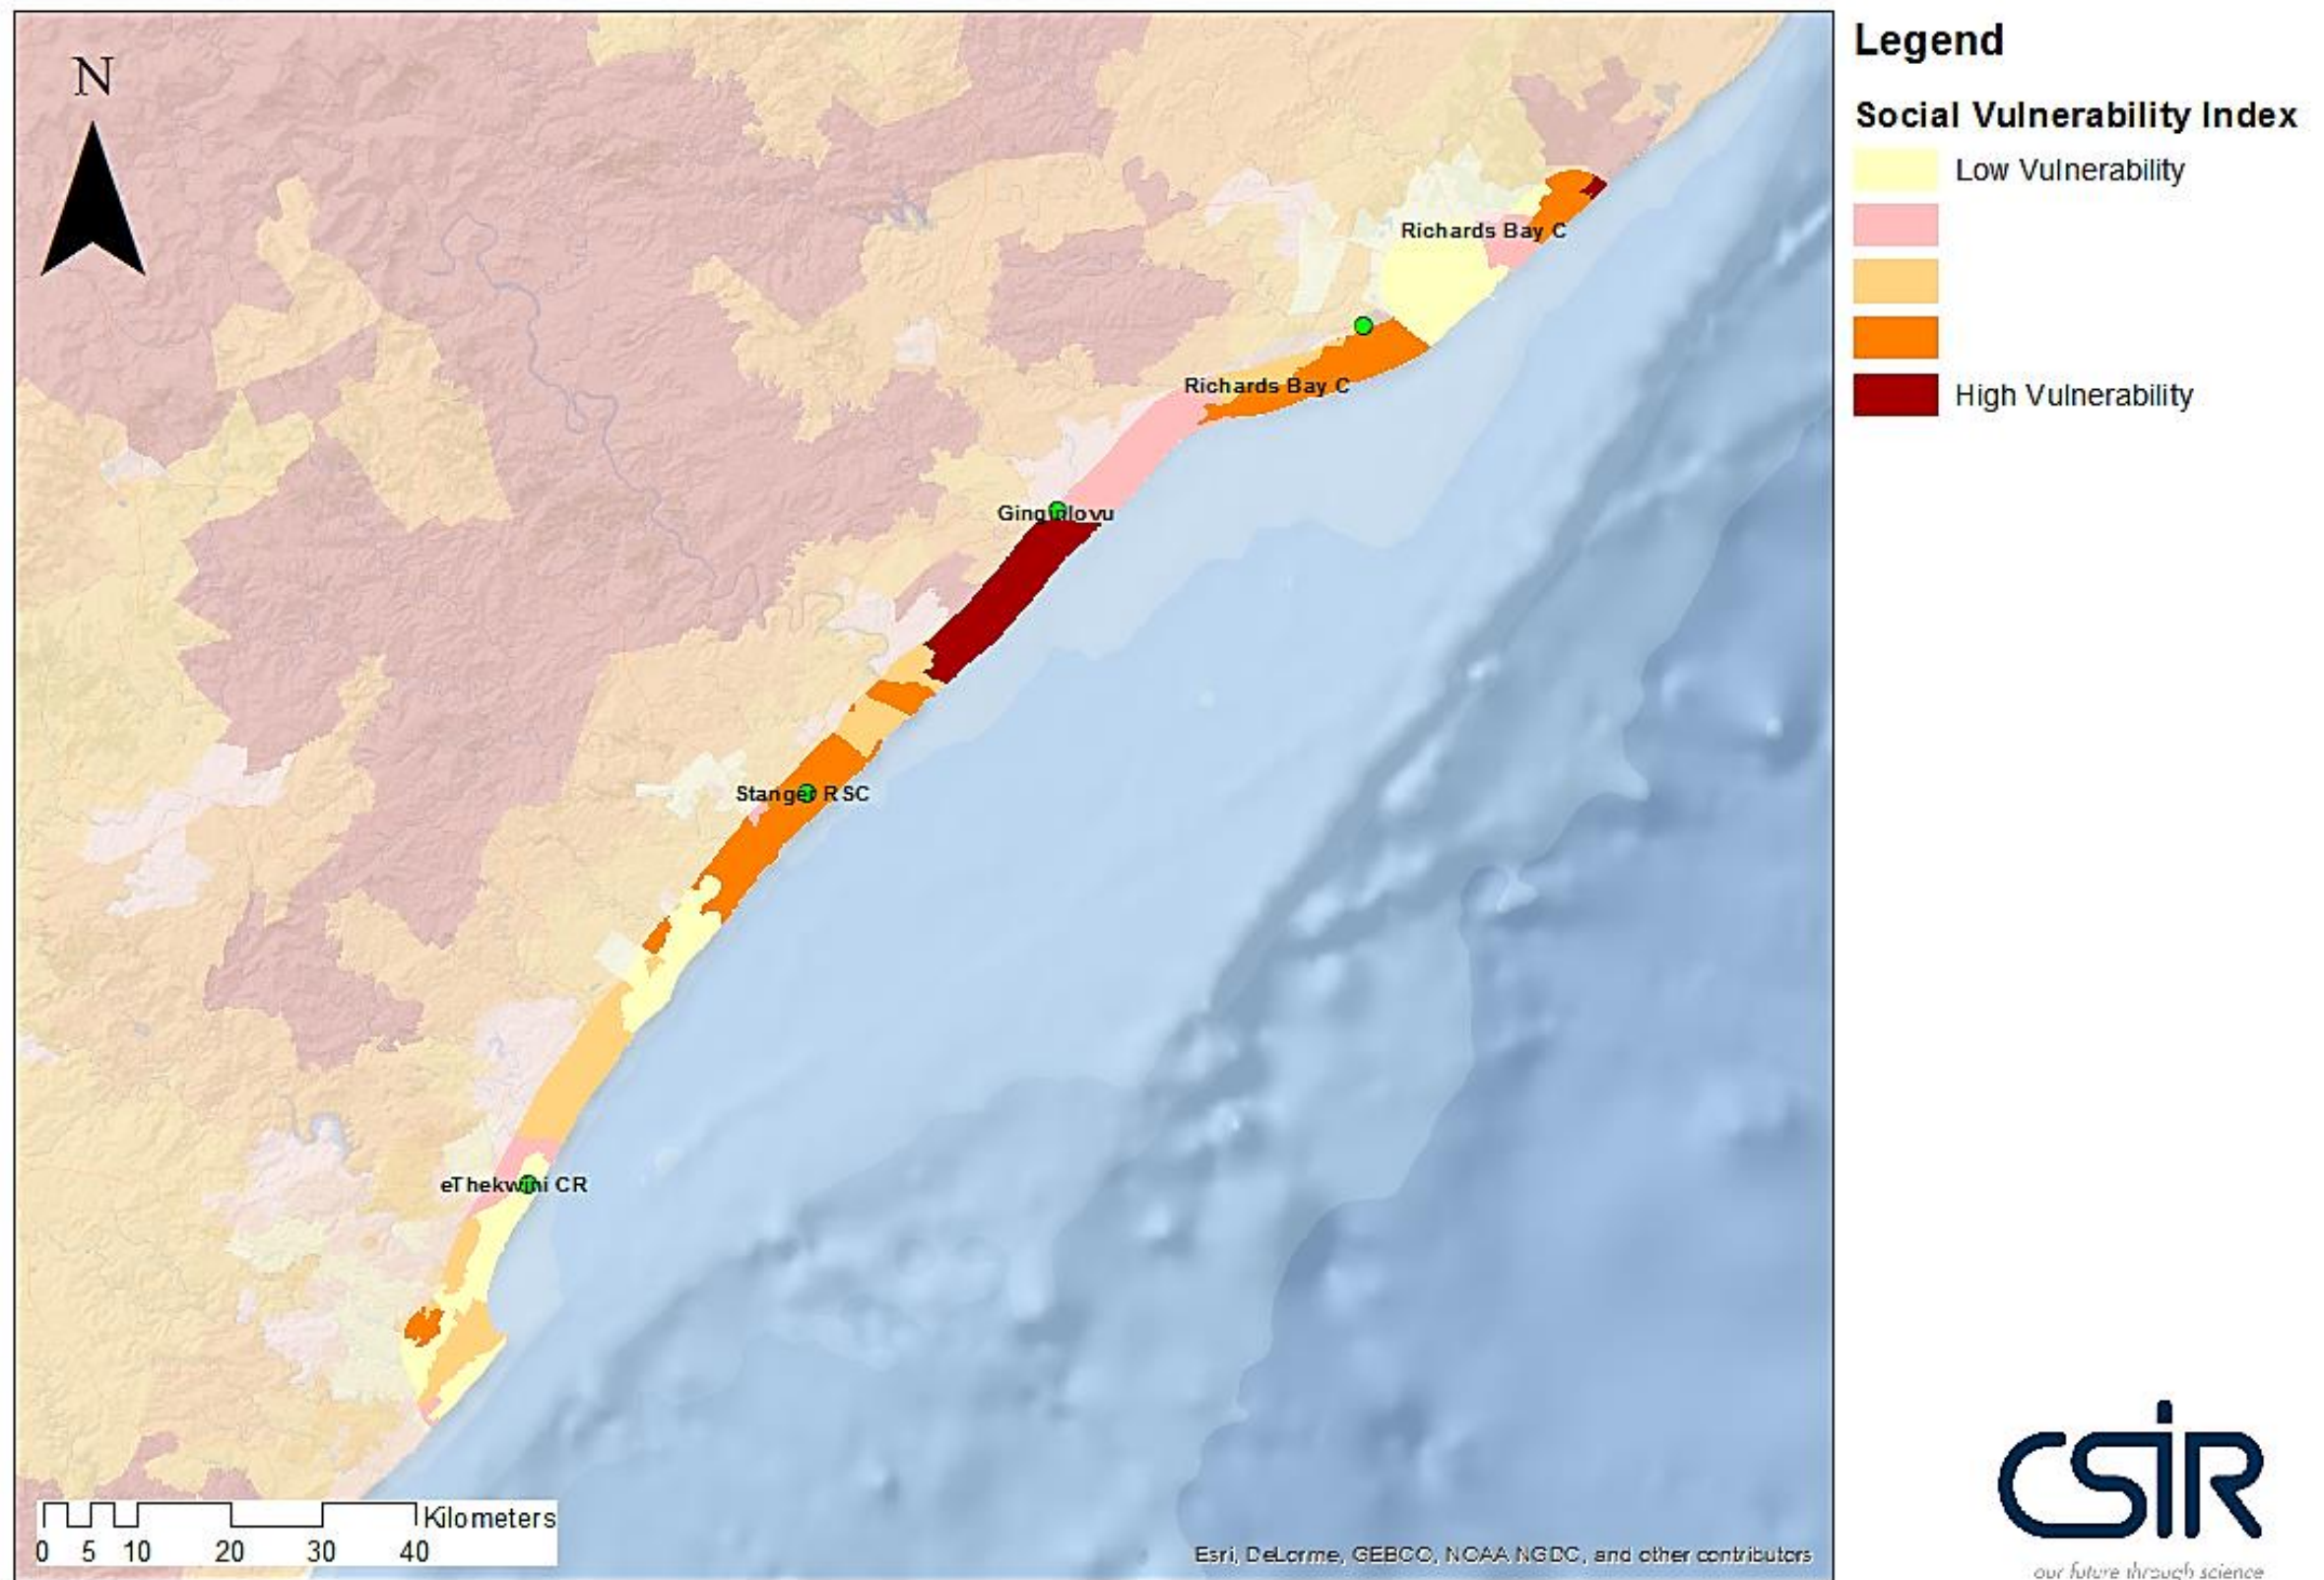 N
Legend
Social Vulnerability Index
Low Vulnerability
High Vulnerability
Richards Bay C
Richards Bay C
Ginginlovu
Stanger RSC
eThekwini CR
Kilometers
0 5 10 20 30 40
Esri, DeLorme, GEBCO, NOAA NGDC, and other contributors
CSIR
our future through science